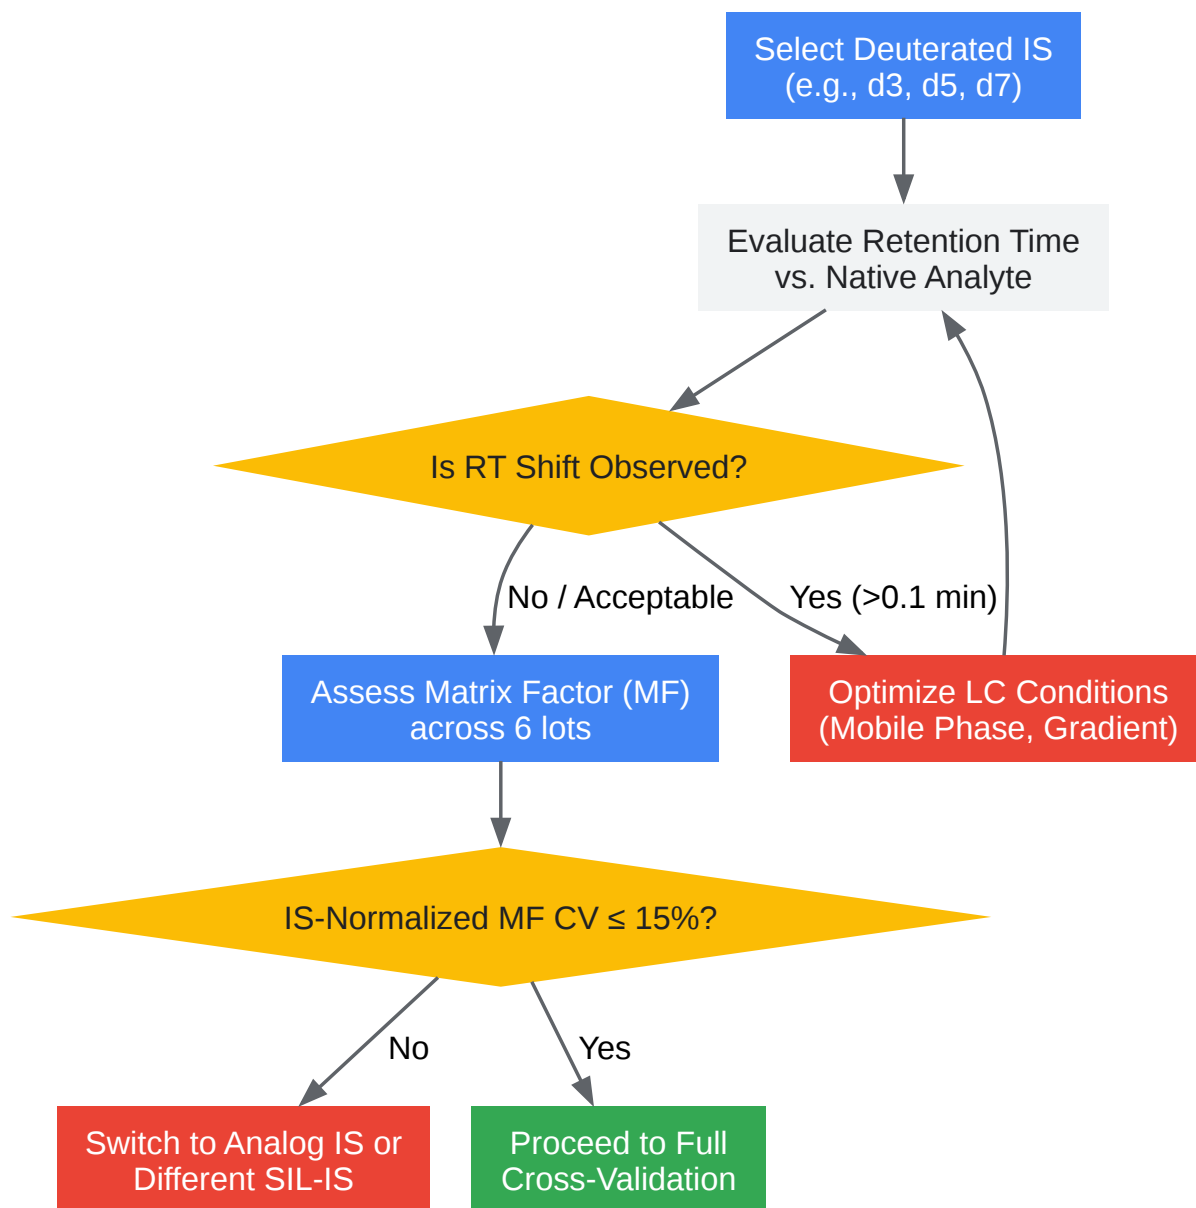 Select Deuterated IS
(e.g., d3, d5, d7)
Evaluate Retention Time
vs. Native Analyte
Is RT Shift Observed?
No / Acceptable
Yes (>0.1 min)
Assess Matrix Factor (MF)
across 6 lots
Optimize LC Conditions
(Mobile Phase, Gradient)
IS-Normalized MF CV ≤ 15%?
No
Yes
Switch to Analog IS or
Different SIL-IS
Proceed to Full
Cross-Validation